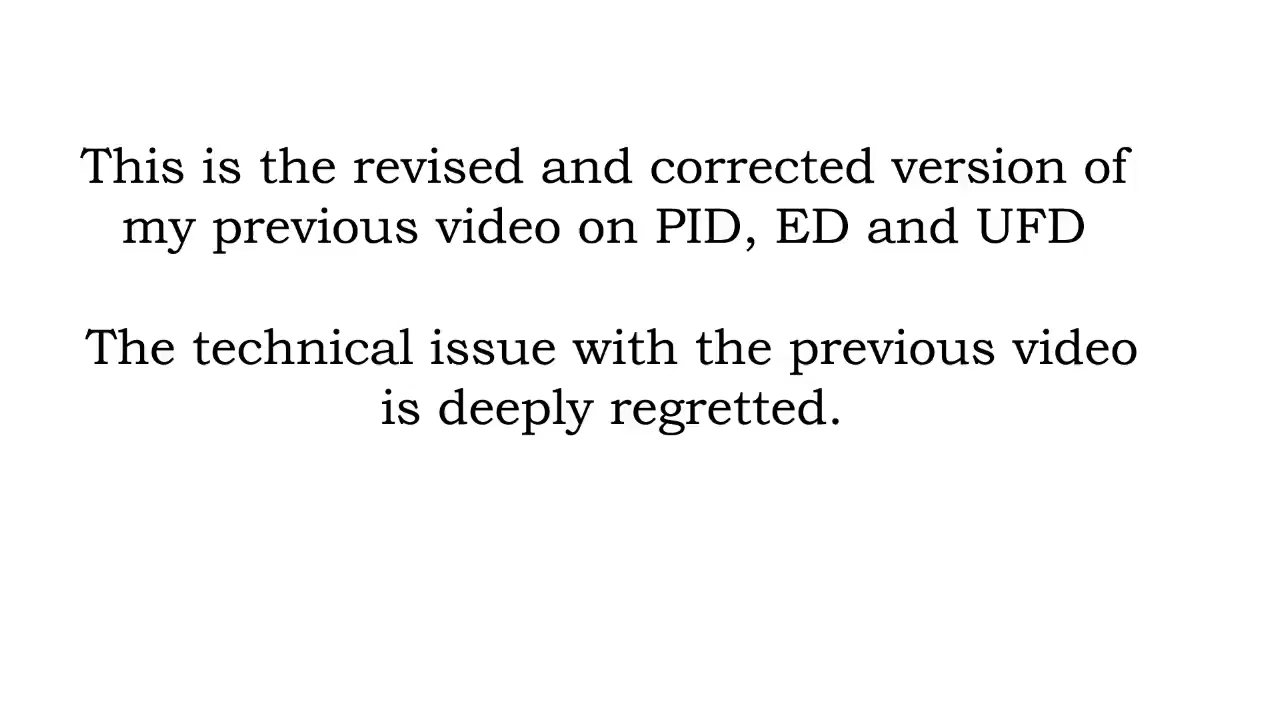 This is the revised and corrected version of
my previous video on PID, ED and UFD
The technical issue with the previous video
is deeply regretted.